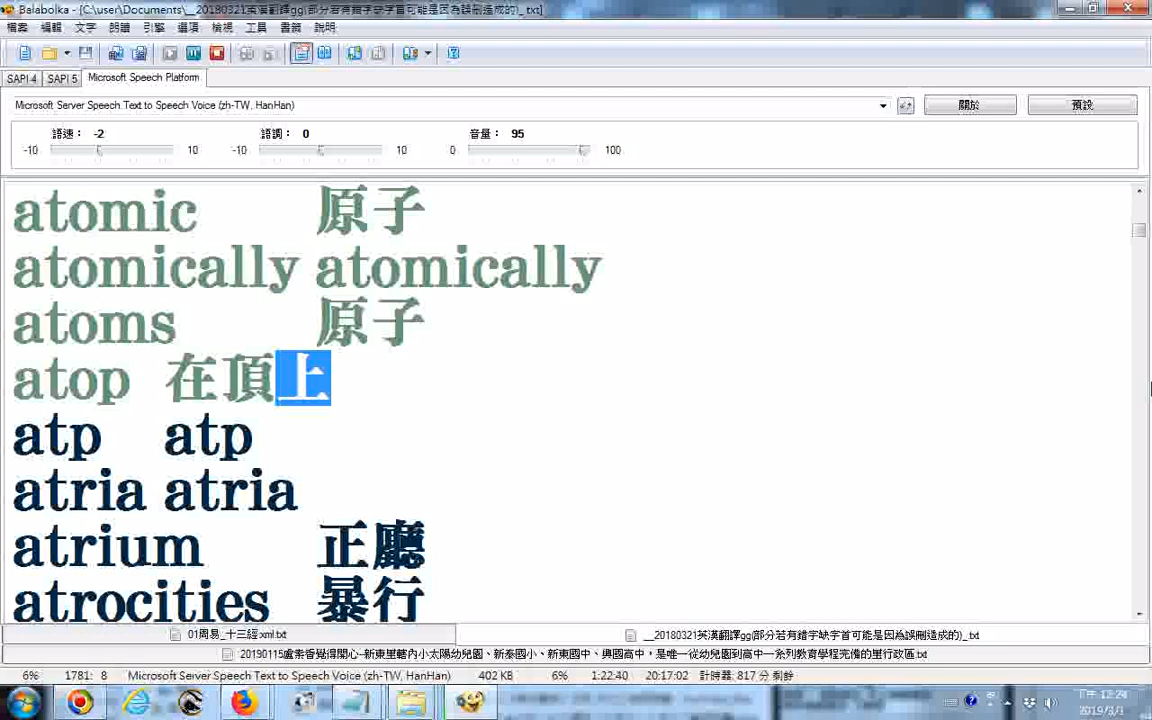 Balabolka - [C:\user\Documents\__20180321英漢翻譯gg(部分若有錯字缺字首可能是因為誤刪造成的)_.txt]
檔案 編輯 文字 朗讀 引擎 選項 檢視 工具 書籤 說明
SAPI 4 SAPI 5 Microsoft Speech Platform
Microsoft Server Speech Text to Speech Voice (zh-TW, HanHan) 關於 預設
語速： -2 語調： 0 音量： 95
-10 10 -10 10 0 100
atomic 原子
atomically atomically
atoms 原子
atop 在頂上
atp atp
atria atria
atrium 正廳
atrocities 暴行
01周易_十三經.xml.txt __20180321英漢翻譯gg(部分若有錯字缺字首可能是因為誤刪造成的)_.txt
20190115盧素香覺得開心-新東里轄內小太陽幼兒園、新泰國小、新東國中、興國高中，是唯一從幼兒園到高中一系列教育學程完備的里行政區.txt
6% 1781: 8 Microsoft Server Speech Text to Speech Voice (zh-TW, HanHan) 402 KB 6% 1:22:40 20:17:02 計時器: 817 分 剩餘
下午 12:24
2019/3/1